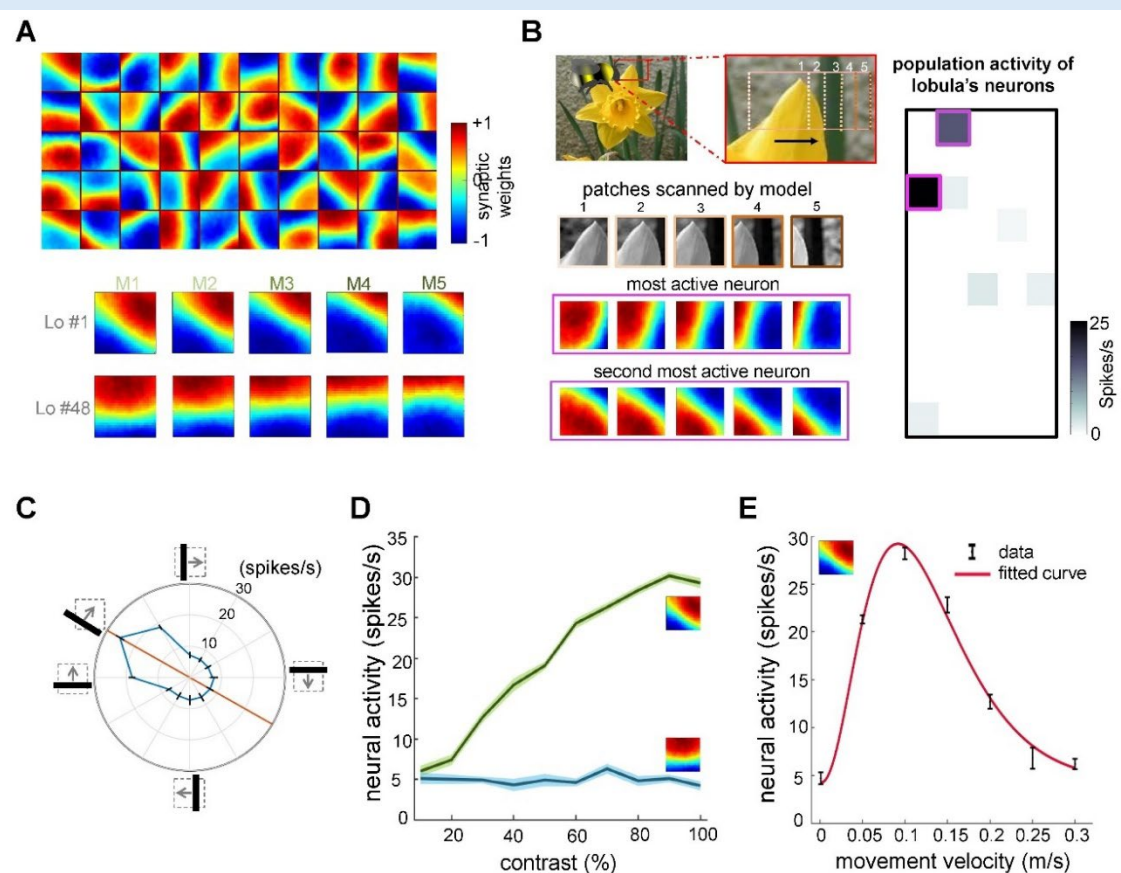 A
+1
0
-1
synaptic
weights
M1 M2 M3 M4 M5
Lo #1
Lo #48
B
1 2 3 4 5
patches scanned by model
1 2 3 4 5
most active neuron
second most active neuron
population activity of
lobula's neurons
25
0
Spikes/s
C
(spikes/s)
30
20
10
D
neural activity (spikes/s)
35
30
25
20
15
10
5
0
20 40 60 80 100
contrast (%)
E
neural activity (spikes/s)
30
25
20
15
10
5
0
data
fitted curve
0 0.05 0.1 0.15 0.2 0.25 0.3
movement velocity (m/s)